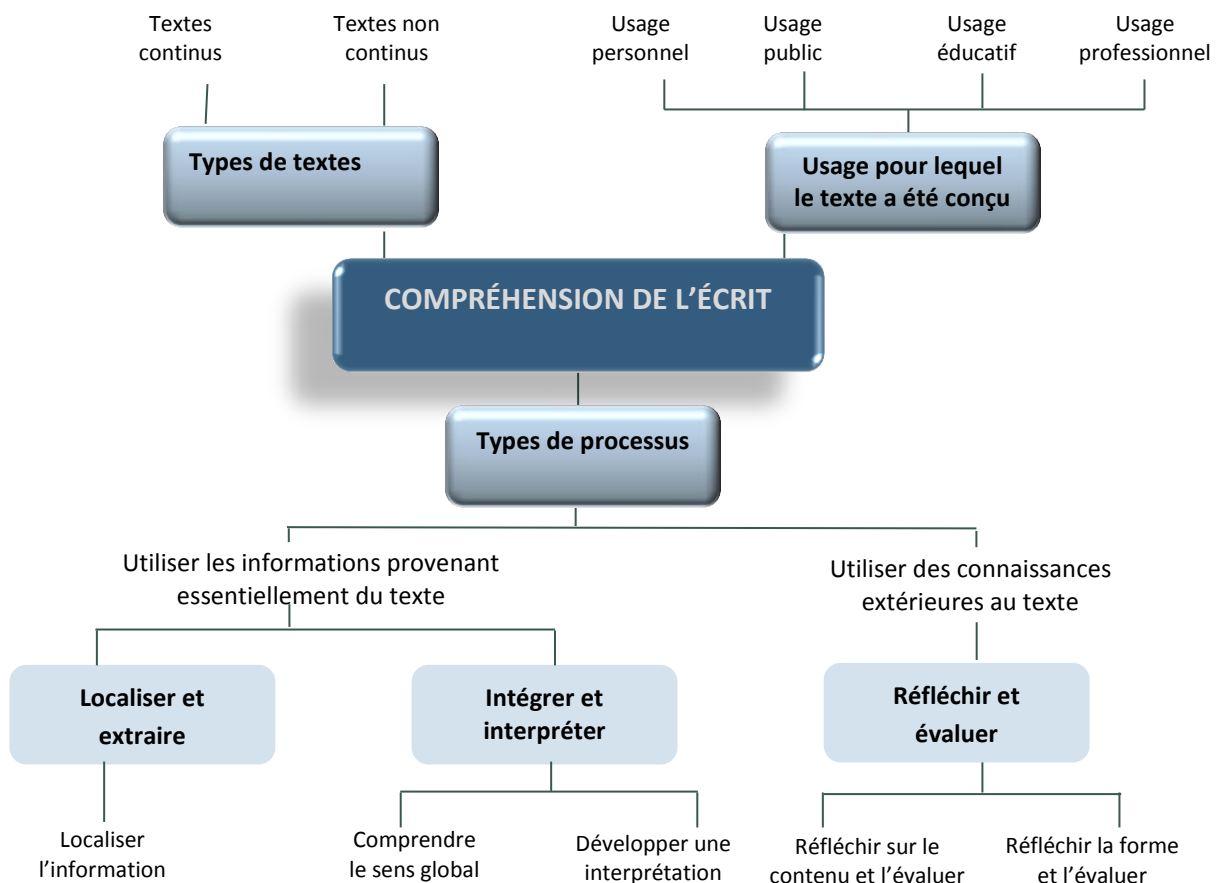 Textes
continus
Textes non
continus
Usage
personnel
Usage
public
Usage
éducatif
Usage
professionnel
Types de textes
Usage pour lequel
le texte a été conçu
COMPRÉHENSION DE L’ÉCRIT
Types de processus
Utiliser les informations provenant
essentiellement du texte
Utiliser des connaissances
extérieures au texte
Localiser et
extraire
Intégrer et
interpréter
Réfléchir et
évaluer
Localiser
l’information
Comprendre
le sens global
Développer une
interprétation
Réfléchir sur le
contenu et l’évaluer
Réfléchir la forme
et l’évaluer